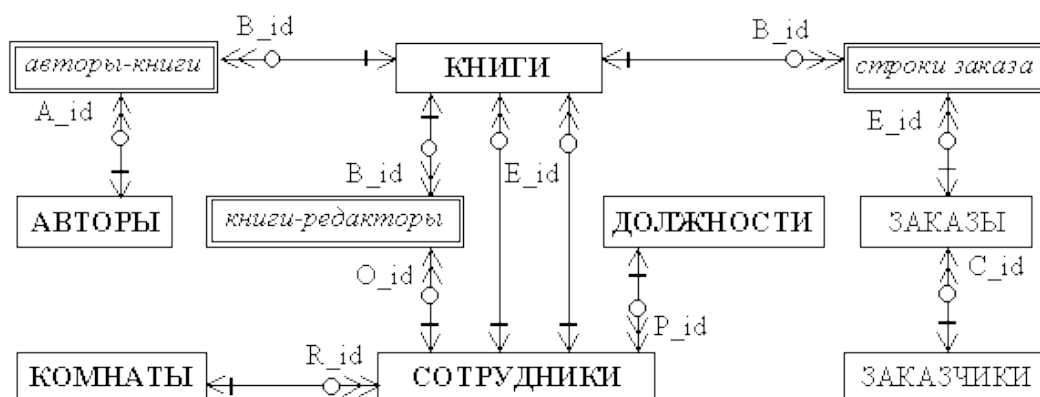 B_id
B_id
авторы-книги
КНИГИ
строки заказа
A_id
E_id
B_id
E_id
АВТОРЫ
книги-редакторы
ДОЛЖНОСТИ
ЗАКАЗЫ
O_id
C_id
P_id
R_id
КОМНАТЫ
СОТРУДНИКИ
ЗАКАЗЧИКИ